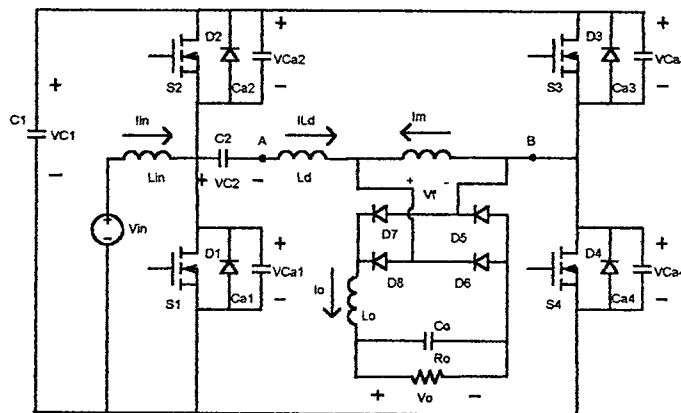 D2
D3
+
+
+
S2
Ca2
VCa2
S3
Ca3
VCa
C1
VC1
Iin
C2
A
ILd
Im
B
Lin
+
VC2
Ld
+
Vf
-
Vin
+
D7
D5
D1
D4
+
+
D8
D6
S1
Ca1
VCa1
Io
Lo
Co
Ro
S4
Ca4
VCa4
+
Vo